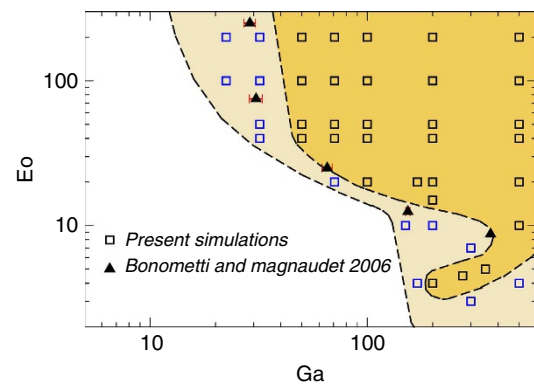 100
Eo
10
Present simulations
Bonometti and magnaudet 2006
10
100
Ga